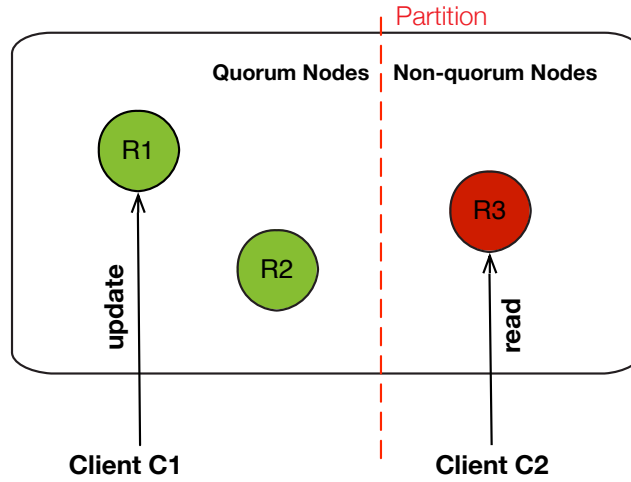 Partition
Quorum Nodes
Non-quorum Nodes
R1
R3
R2
update
read
Client C1
Client C2